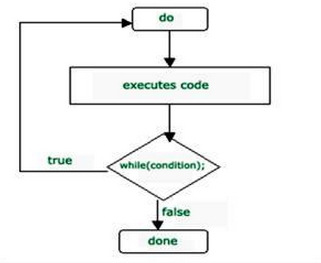 do
executes code
while(condition);
true
false
done